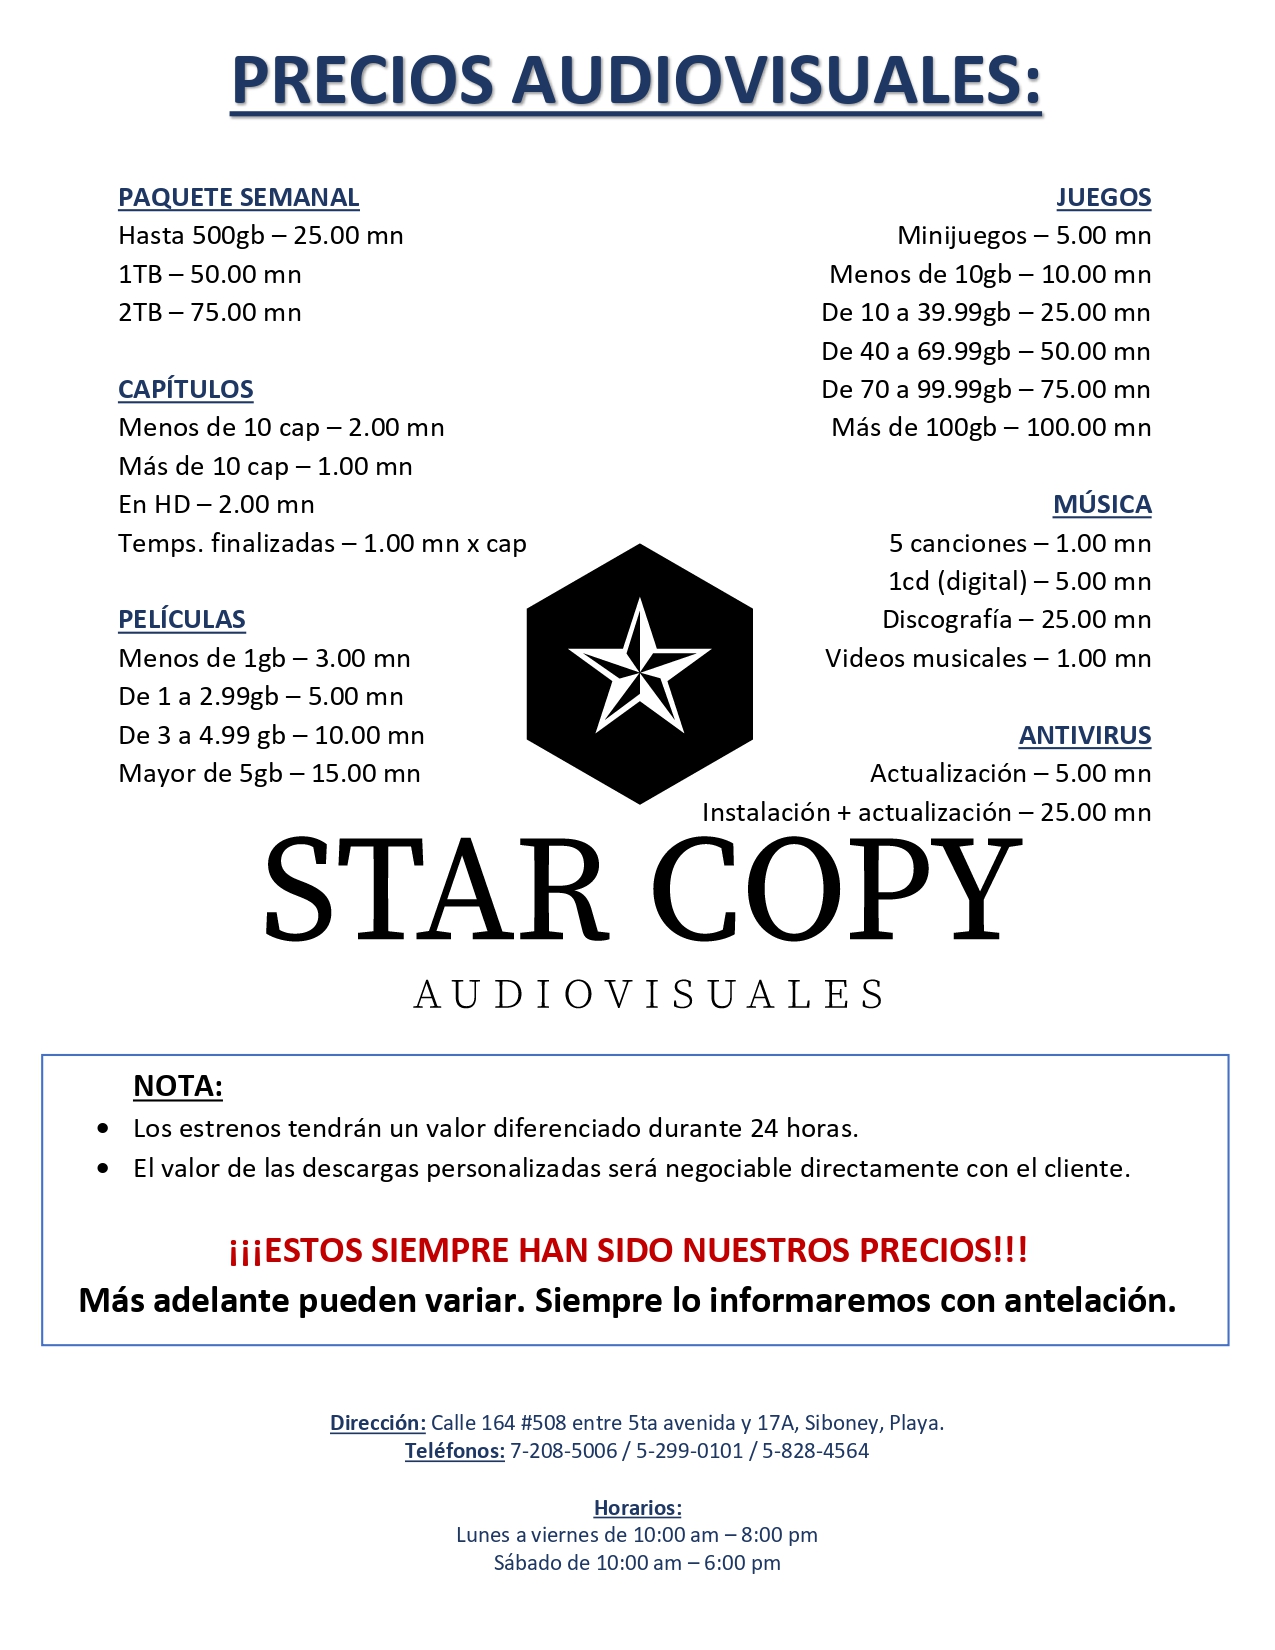 PRECIOS AUDIOVISUALES:
PAQUETE SEMANAL
Hasta 500gb – 25.00 mn
1TB – 50.00 mn
2TB – 75.00 mn
CAPÍTULOS
Menos de 10 cap – 2.00 mn
Más de 10 cap – 1.00 mn
En HD – 2.00 mn
Temps. finalizadas – 1.00 mn x cap
PELÍCULAS
Menos de 1gb – 3.00 mn
De 1 a 2.99gb – 5.00 mn
De 3 a 4.99 gb – 10.00 mn
Mayor de 5gb – 15.00 mn
JUEGOS
Minijuegos – 5.00 mn
Menos de 10gb – 10.00 mn
De 10 a 39.99gb – 25.00 mn
De 40 a 69.99gb – 50.00 mn
De 70 a 99.99gb – 75.00 mn
Más de 100gb – 100.00 mn
MÚSICA
5 canciones – 1.00 mn
1cd (digital) – 5.00 mn
Discografía – 25.00 mn
Videos musicales – 1.00 mn
ANTIVIRUS
Actualización – 5.00 mn
Instalación + actualización – 25.00 mn
STAR COPY
AUDIOVISUALES
NOTA:
• Los estrenos tendrán un valor diferenciado durante 24 horas.
• El valor de las descargas personalizadas será negociable directamente con el cliente.
¡¡¡ESTOS SIEMPRE HAN SIDO NUESTROS PRECIOS!!!
Más adelante pueden variar. Siempre lo informaremos con antelación.
Dirección: Calle 164 #508 entre 5ta avenida y 17A, Siboney, Playa.
Teléfonos: 7-208-5006 / 5-299-0101 / 5-828-4564
Horarios:
Lunes a viernes de 10:00 am – 8:00 pm
Sábado de 10:00 am – 6:00 pm